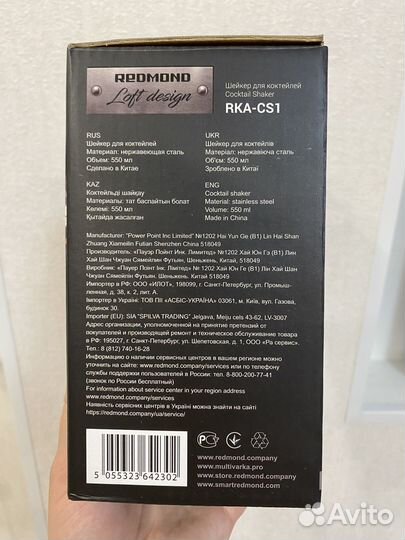 REDMOND
Loft design
Шейкер для коктейлей
Cocktail Shaker
RKA-CS1
RUS
Шейкер для коктейлей
Материал: нержавеющая сталь
Объем: 550 мл
Сделано в Китае
UKR
Шейкер для коктейлів
Матеріал: нержавіюча сталь
Об'єм: 550 мл
Зроблено в Китаї
KAZ
Коктейльді шайқау
Материалы: тат баспайтын болат
Көлемі: 550 мл
Қытайда жасалған
ENG
Cocktail shaker
Material: stainless steel
Volume: 550 ml
Made in China
Manufacturer: "Power Point Inc Limited" №1202 Hai Yun Ge (B1) Lin Hai Shan
Zhuang Xiameilin Futian Shenzhen China 518049
Производитель: «Пауэр Поинт Инк Лимитед» №1202 Хай Юн Гэ (B1) Лин
Хай Шан Чжуан Сямэйлин Футьян, Шеньжень, Китай, 518049
Виробник: «Пауер Пойнт Інк. Лімітед» №1202 Хай Юн Ге (B1) Лін
Хай Шан Чжуан Сямейлін Футьян, Шеньжень, Китай, 518049
Импортер в РФ: ООО «ИЛОТ», 198099, г. Санкт-Петербург, ул. Промыш-
ленная, д. 38, к. 2, лит. А.
Імпортер в Україні: ТОВ ПІІ «АСБІС-УКРАЇНА» 03061, м. Київ, вул. Газова,
будинок 30.
Importer (EU): SIA "SPILVA TRADING" Jelgava, Meiju cels 43-62, LV-3007
Адрес организации, уполномоченной на принятие претензий от
покупателей и производящей ремонт и техническое обслуживание товара
в РФ: 195027, г. Санкт-Петербург, ул. Шепетовская, д. 1, ООО «Ра сервис».
Тел.: 8 (812) 740-16-28
Информацию о наличии сервисных центров в вашем регионе можно
уточнить на сайте www.redmond.company/services/ или по телефону
службы поддержки пользователей в России: тел. 8-800-200-77-41
(звонок по России бесплатный)
For information about service center in your region address
www.redmond.company/services/
Наявність сервісних центрів в Україні можна знайти на сайті:
https://redmond.company/ua/service/
5 055323 642302
www.redmond.company
www.multivarka.pro
www.store.redmond.company
www.smartredmond.com
Avito